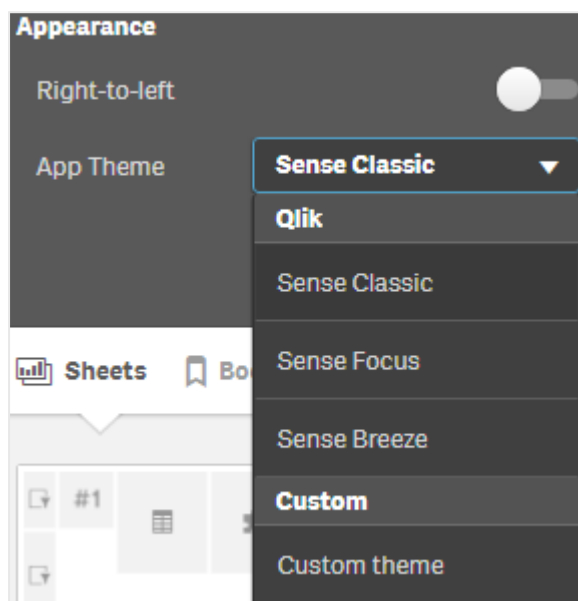 Appearance
Right-to-left
App Theme
Sense Classic
Qlik
Sense Classic
Sense Focus
Sense Breeze
Custom
Custom theme
Sheets
#1